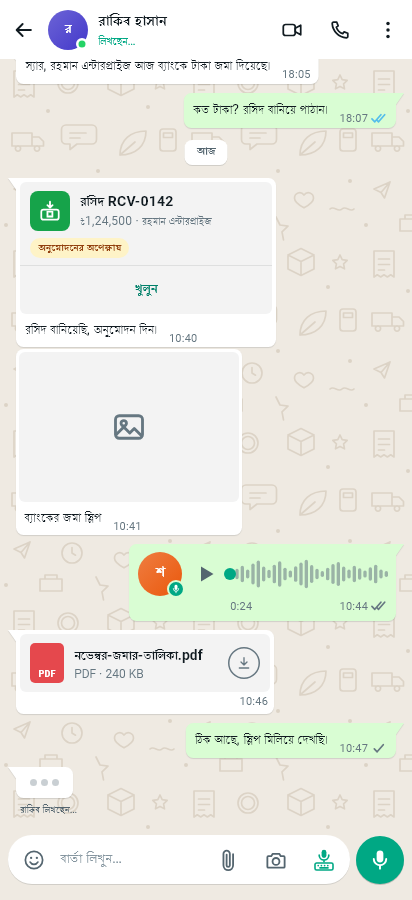 রাকিব হাসান
লিখছেন…
স্যার, রহমান এন্টারপ্রাইজ আজ ব্যাংকে টাকা জমা দিয়েছে।
18:05
কত টাকা? রসিদ বানিয়ে পাঠান।
18:07
আজ
রসিদ RCV-0142
৳1,24,500 · রহমান এন্টারপ্রাইজ
অনুমোদনের অপেক্ষায়
খুলুন
রসিদ বানিয়েছি, অনুমোদন দিন।
10:40
ব্যাংকের জমা স্লিপ
10:41
শ
0:24
10:44
PDF
নভেম্বর-জমার-তালিকা.pdf
PDF · 240 KB
10:46
ঠিক আছে, স্লিপ মিলিয়ে দেখছি।
10:47
রাকিব লিখছেন…
বার্তা লিখুন…